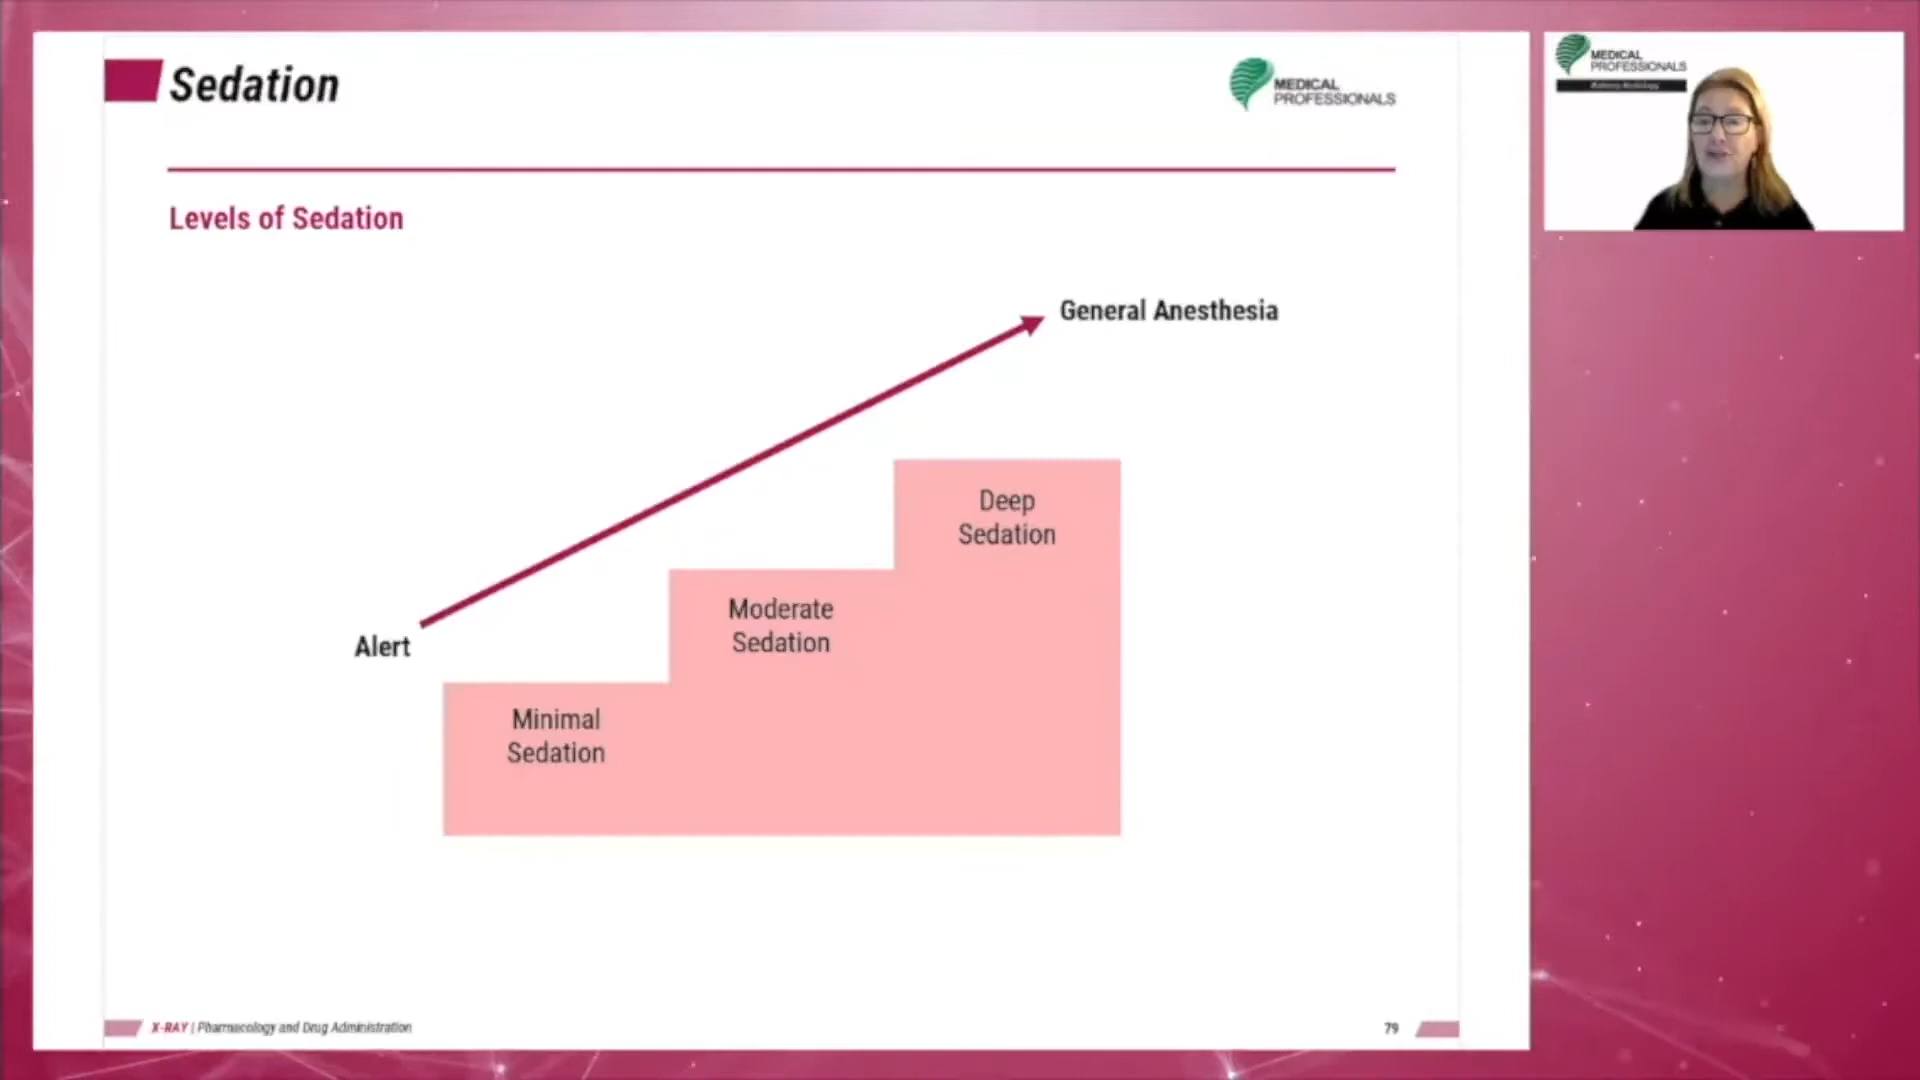 Sedation
MEDICAL
PROFESSIONALS
Levels of Sedation
General Anesthesia
Deep
Sedation
Moderate
Sedation
Alert
Minimal
Sedation
X-RAY | Pharmacology and Drug Administration
79
MEDICAL
PROFESSIONALS